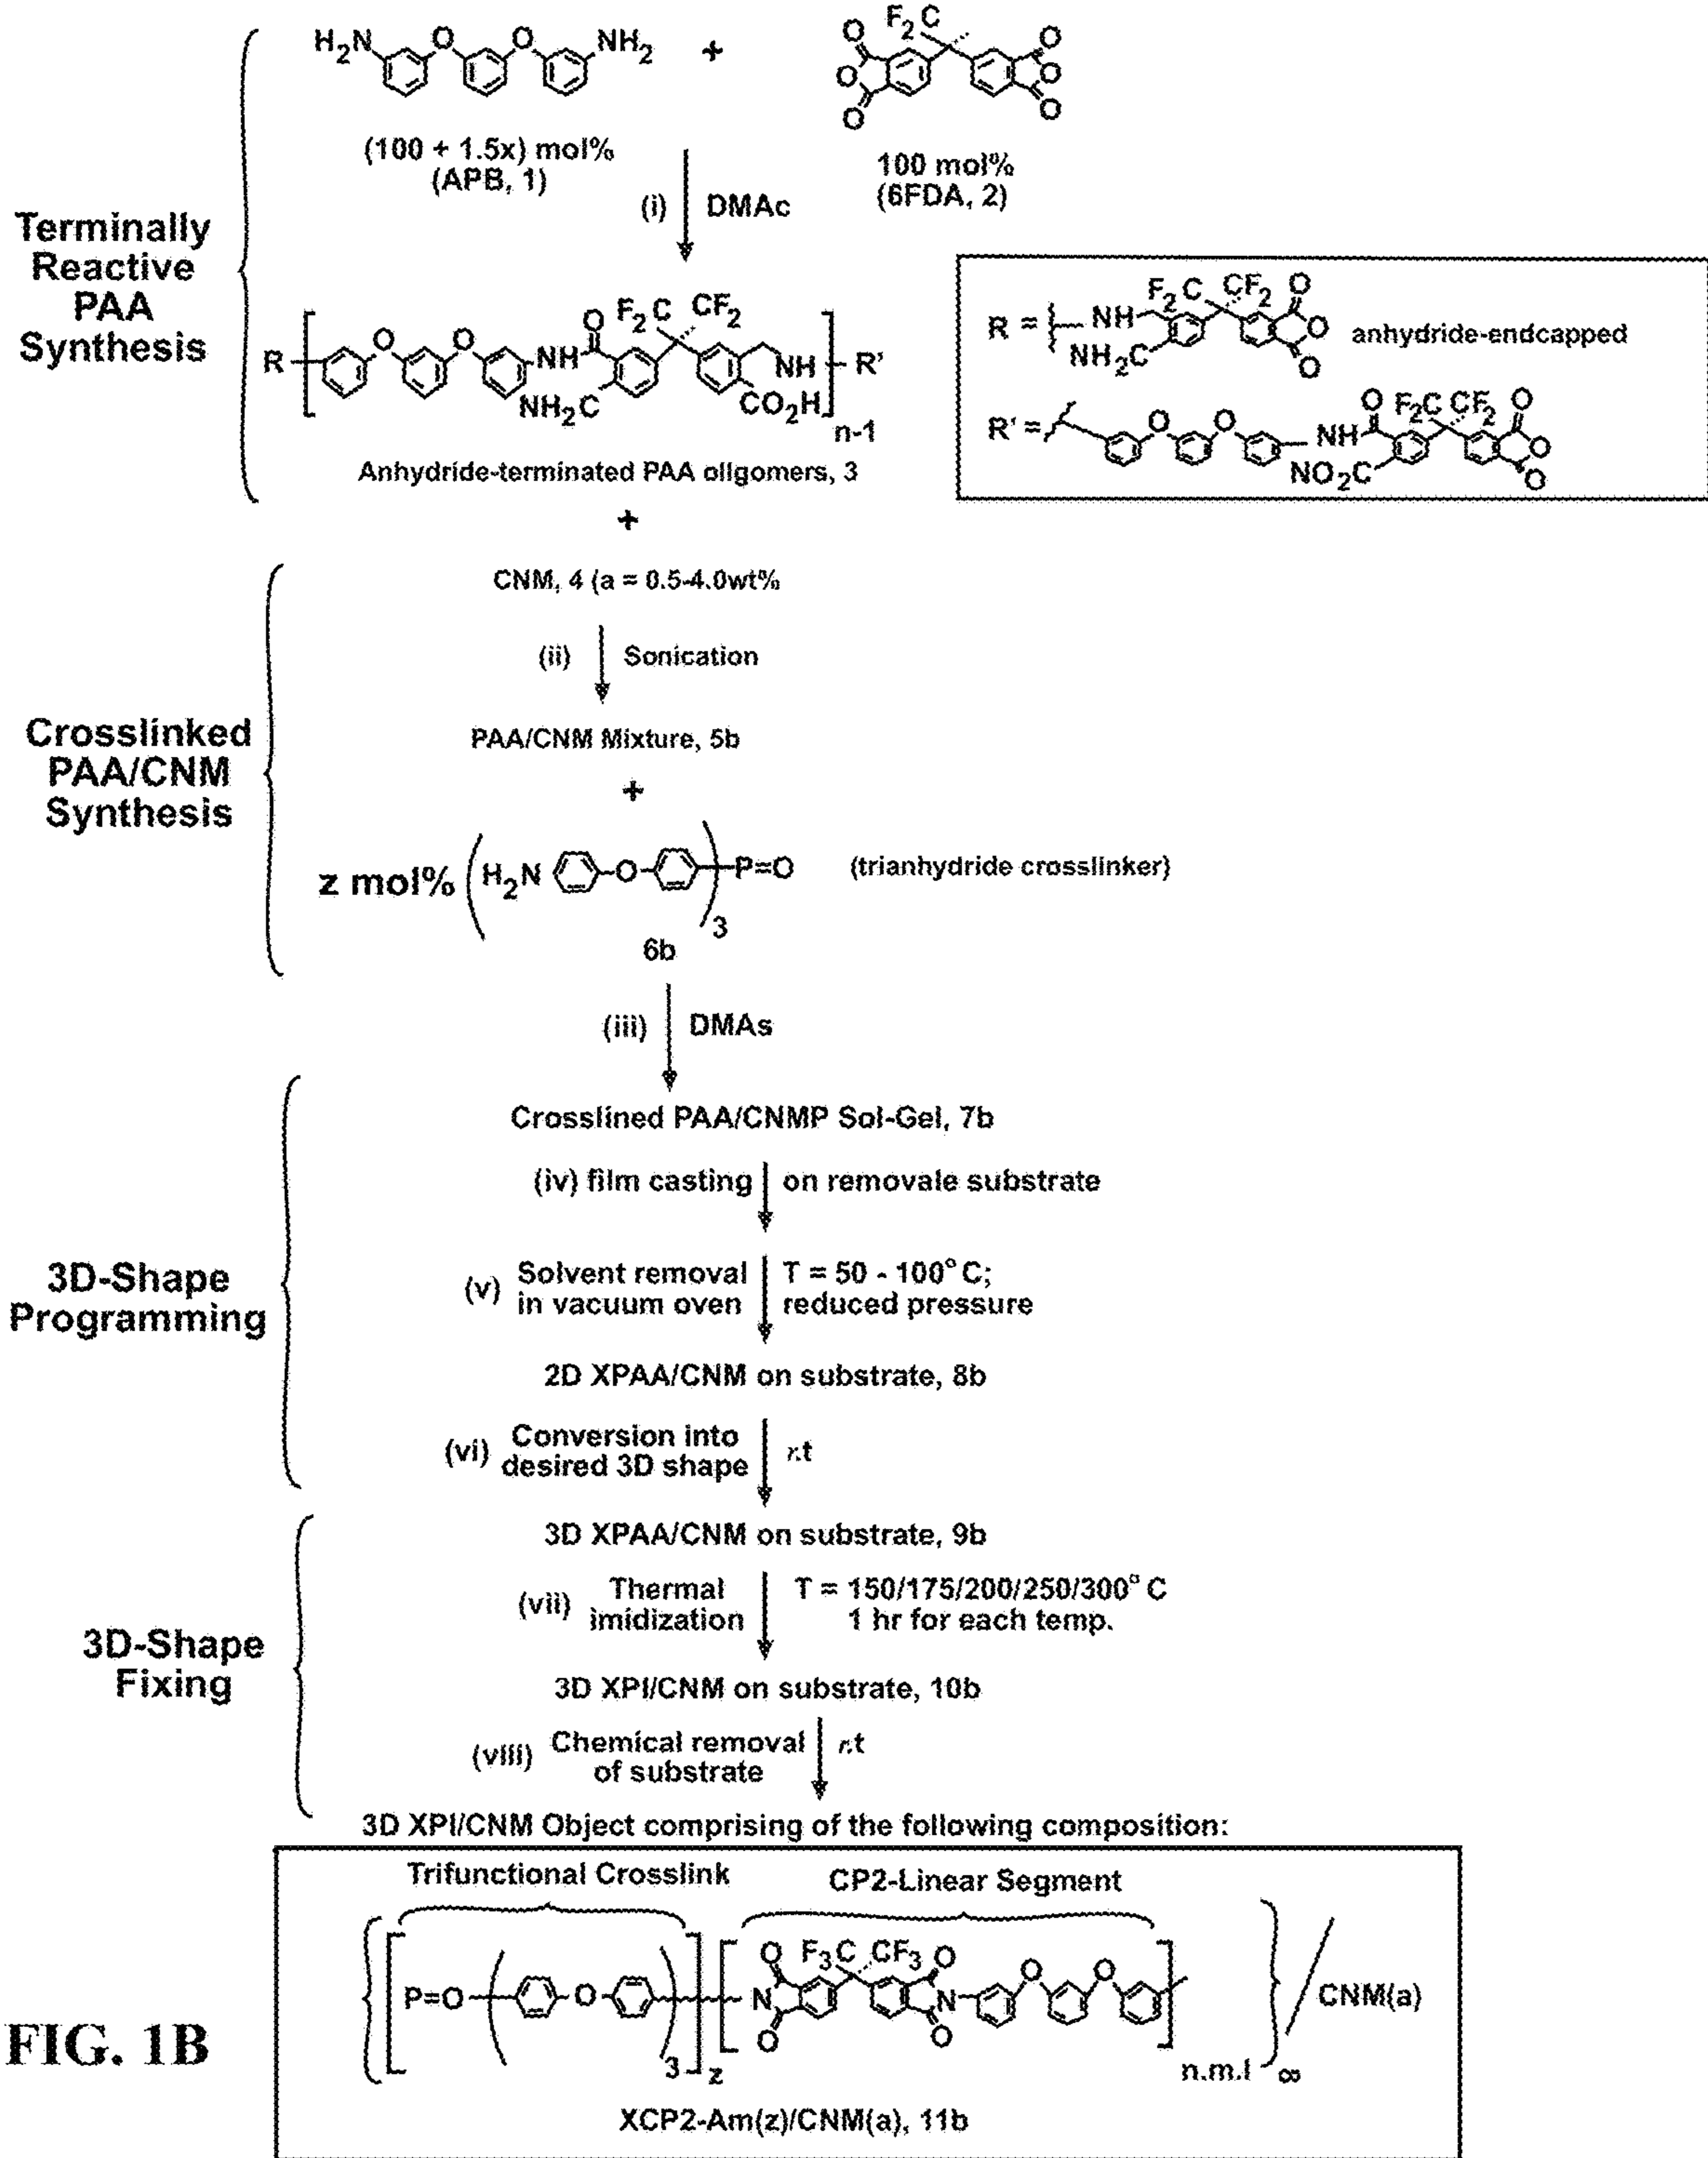 H2N O O NH2 + F2C
O O O O O O
(100 + 1.5x) mol%
(APB, 1)
100 mol%
(6FDA, 2)
(i) DMAc
Terminally
Reactive
PAA
Synthesis
R O O NH O F2C CF2 NH R'
NH2C CO2H n-1
Anhydride-terminated PAA oligomers, 3
R = NH F2C CF2 O O O anhydride-endcapped
NH2C
R' = O O NH O F2C CF2 O O O
NO2C
+
Crosslinked
PAA/CNM
Synthesis
CNM, 4 (a = 0.5-4.0wt%
(ii) Sonication
PAA/CNM Mixture, 5b
+
z mol% ( H2N O P=O )3 (trianhydride crosslinker)
6b
(iii) DMAs
3D-Shape
Programming
Crosslined PAA/CNMP Sol-Gel, 7b
(iv) film casting on removale substrate
(v) Solvent removal T = 50 - 100° C;
in vacuum oven reduced pressure
2D XPAA/CNM on substrate, 8b
(vi) Conversion into r.t
desired 3D shape
3D-Shape
Fixing
3D XPAA/CNM on substrate, 9b
(vii) Thermal T = 150/175/200/250/300° C
imidization 1 hr for each temp.
3D XPI/CNM on substrate, 10b
(viii) Chemical removal r.t
of substrate
3D XPI/CNM Object comprising of the following composition:
Trifunctional Crosslink CP2-Linear Segment
P=O ( O )3 z N O O F3C CF3 O O N O O n.m.l ∞ CNM(a)
XCP2-Am(z)/CNM(a), 11b
FIG. 1B